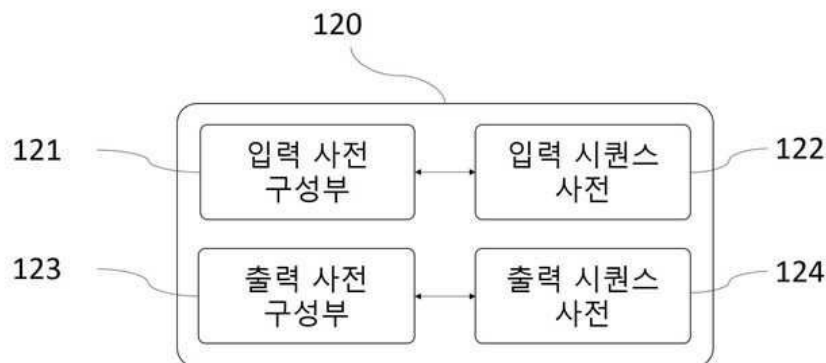 120
121
입력 사전
구성부
입력 시퀀스
사전
122
123
출력 사전
구성부
출력 시퀀스
사전
124